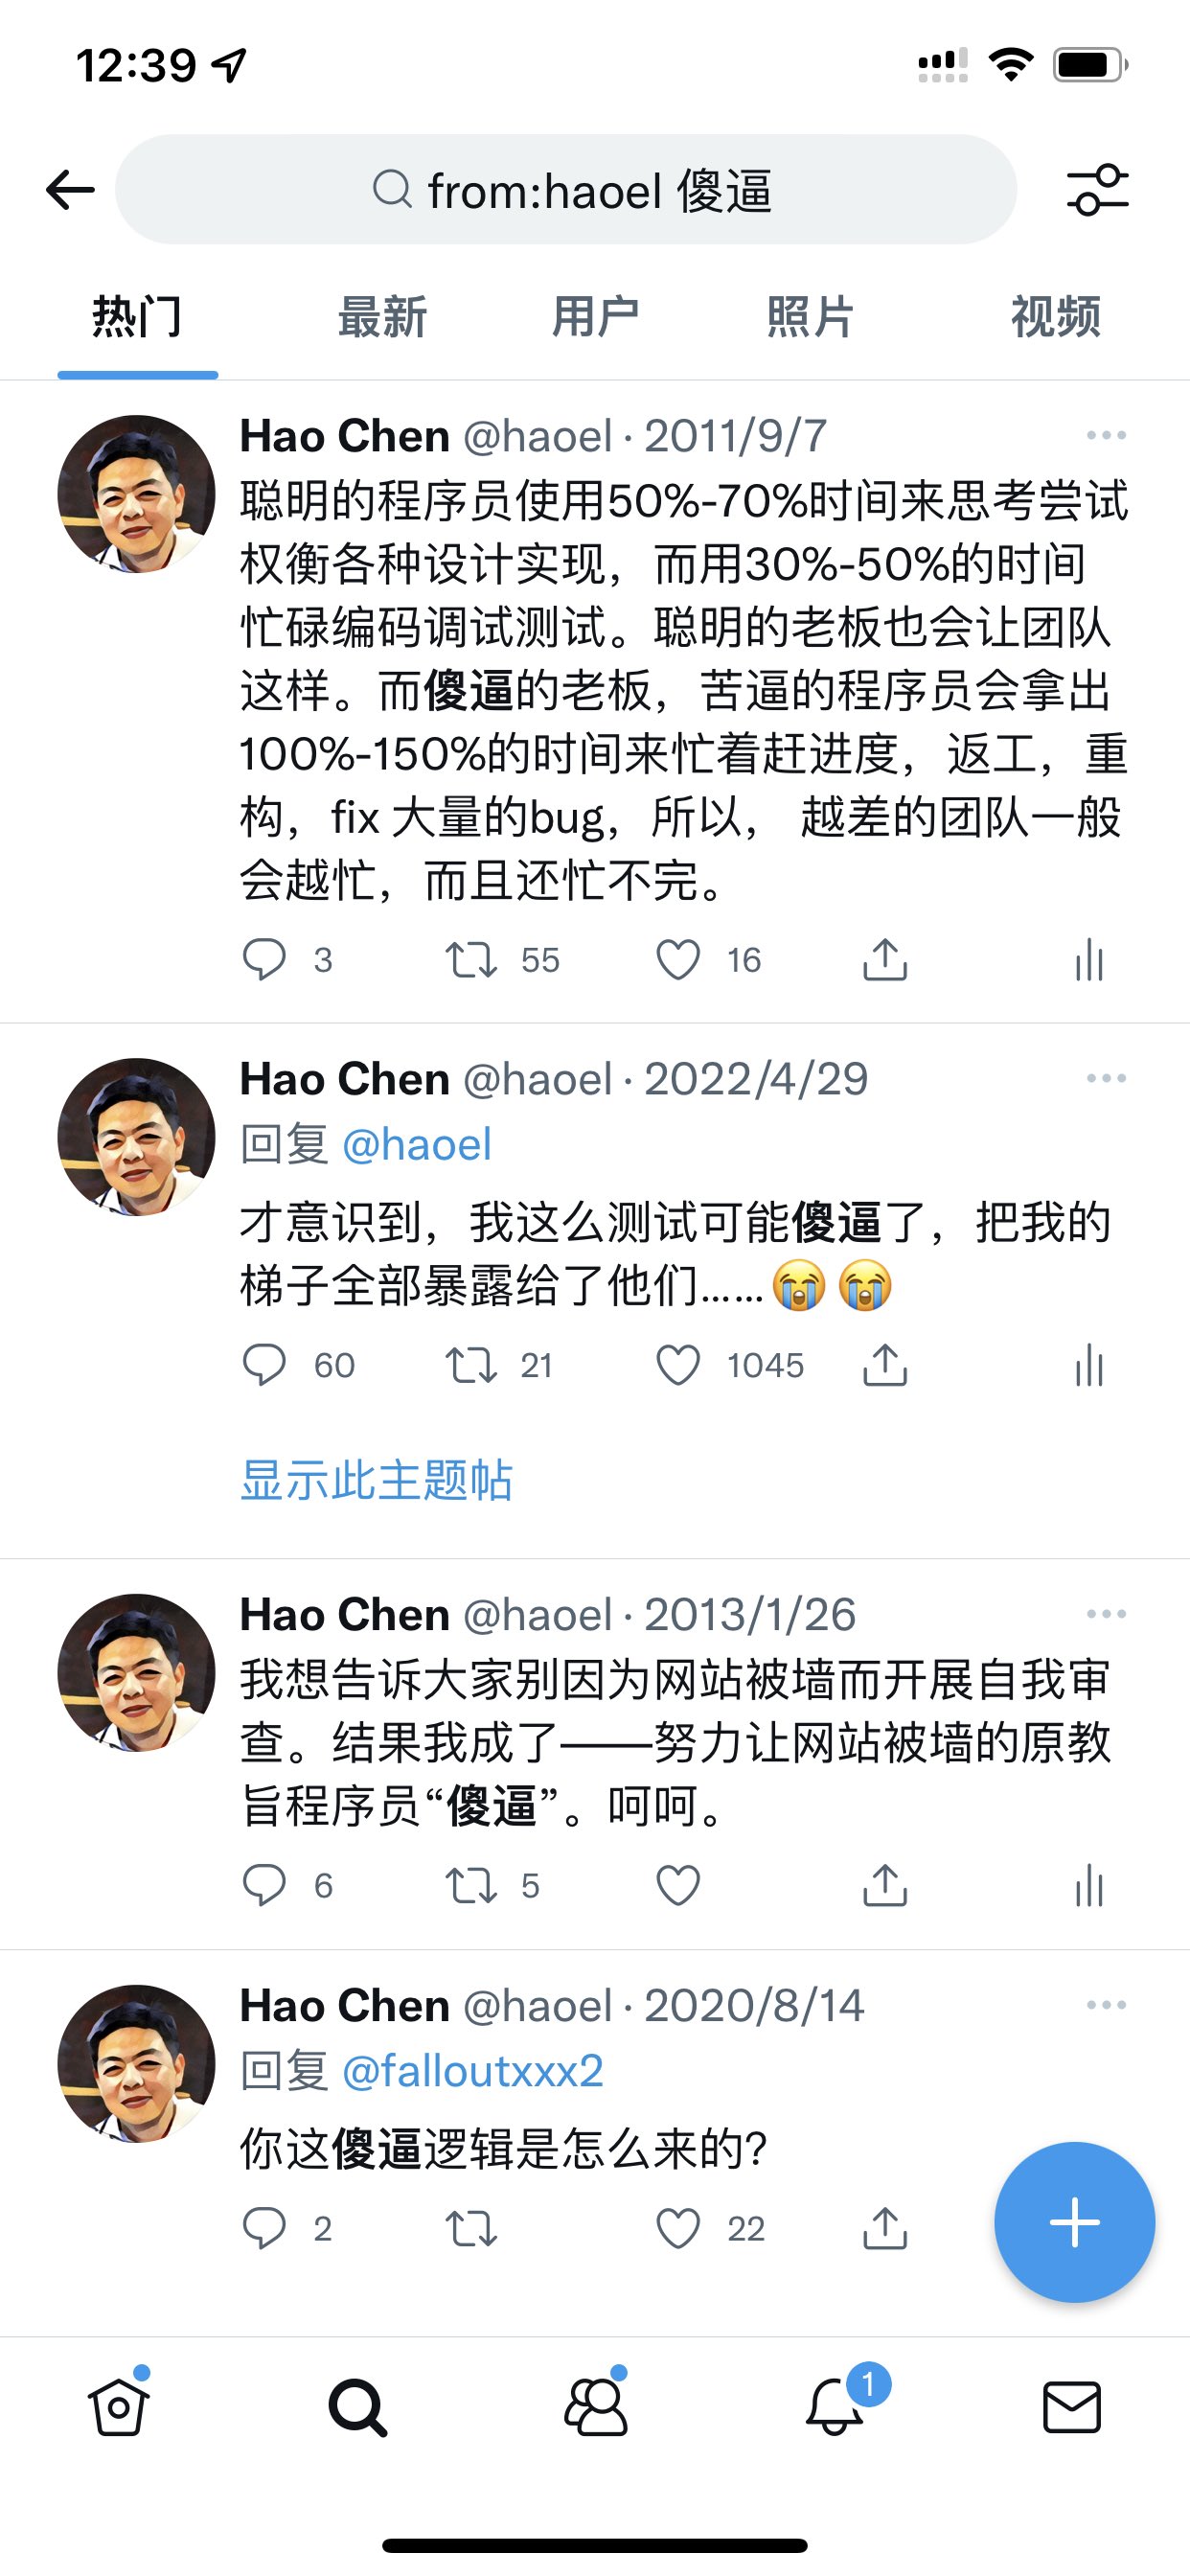 12:39
from:haoel 傻逼
热门 最新 用户 照片 视频
Hao Chen @haoel · 2011/9/7
聪明的程序员使用50%-70%时间来思考尝试
权衡各种设计实现，而用30%-50%的时间
忙碌编码调试测试。聪明的老板也会让团队
这样。而傻逼的老板，苦逼的程序员会拿出
100%-150%的时间来忙着赶进度，返工，重
构，fix 大量的bug，所以， 越差的团队一般
会越忙，而且还忙不完。
3 55 16
Hao Chen @haoel · 2022/4/29
回复 @haoel
才意识到，我这么测试可能傻逼了，把我的
梯子全部暴露给了他们……😭😭
60 21 1045
显示此主题帖
Hao Chen @haoel · 2013/1/26
我想告诉大家别因为网站被墙而开展自我审
查。结果我成了——努力让网站被墙的原教
旨程序员“傻逼”。呵呵。
6 5
Hao Chen @haoel · 2020/8/14
回复 @falloutxxx2
你这傻逼逻辑是怎么来的?
2 22
1